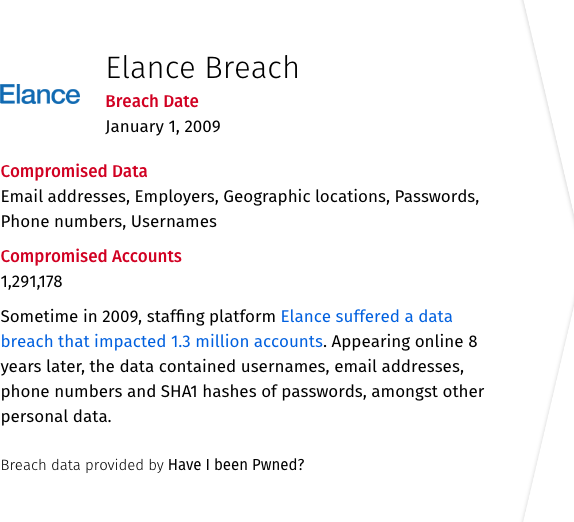 Elance Breach
Elance
Breach Date
January 1, 2009
Compromised Data
Email addresses, Employers, Geographic locations, Passwords,
Phone numbers, Usernames
Compromised Accounts
1,291,178
Sometime in 2009, staffing platform Elance suffered a data
breach that impacted 1.3 million accounts. Appearing online 8
years later, the data contained usernames, email addresses,
phone numbers and SHA1 hashes of passwords, amongst other
personal data.
Breach data provided by Have I been Pwned?